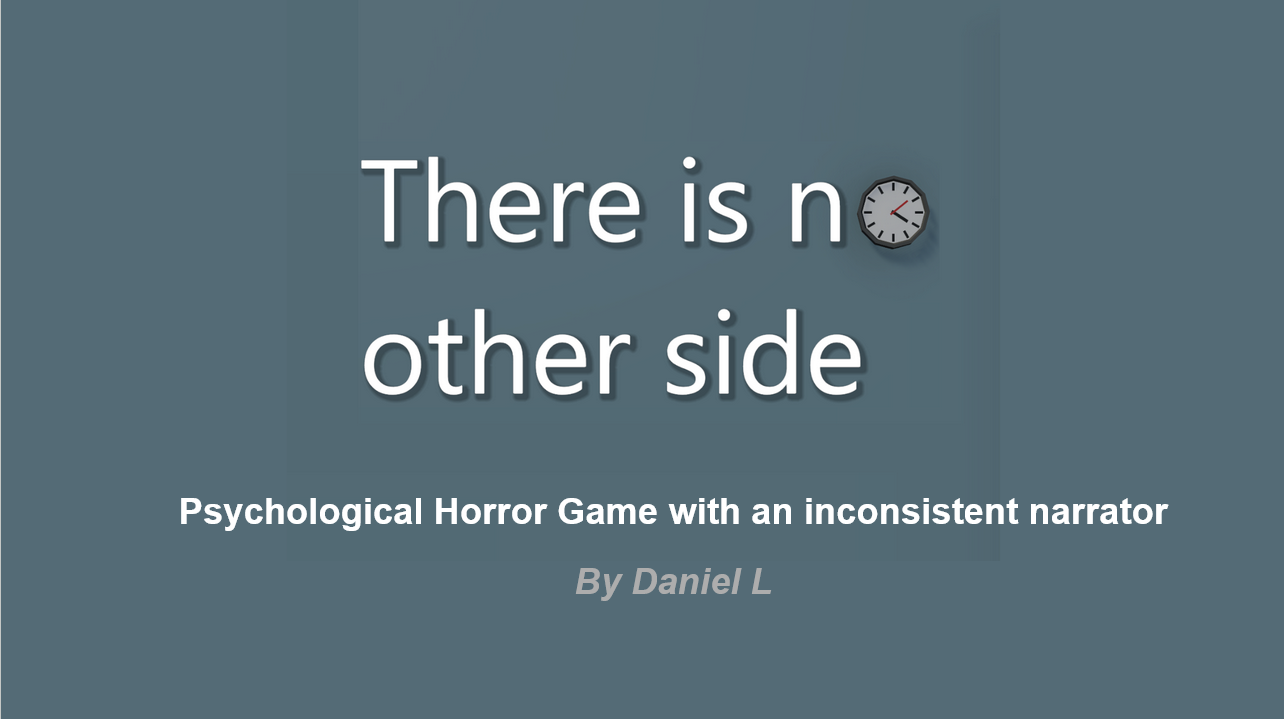 There is no
other side
Psychological Horror Game with an inconsistent narrator
By Daniel L